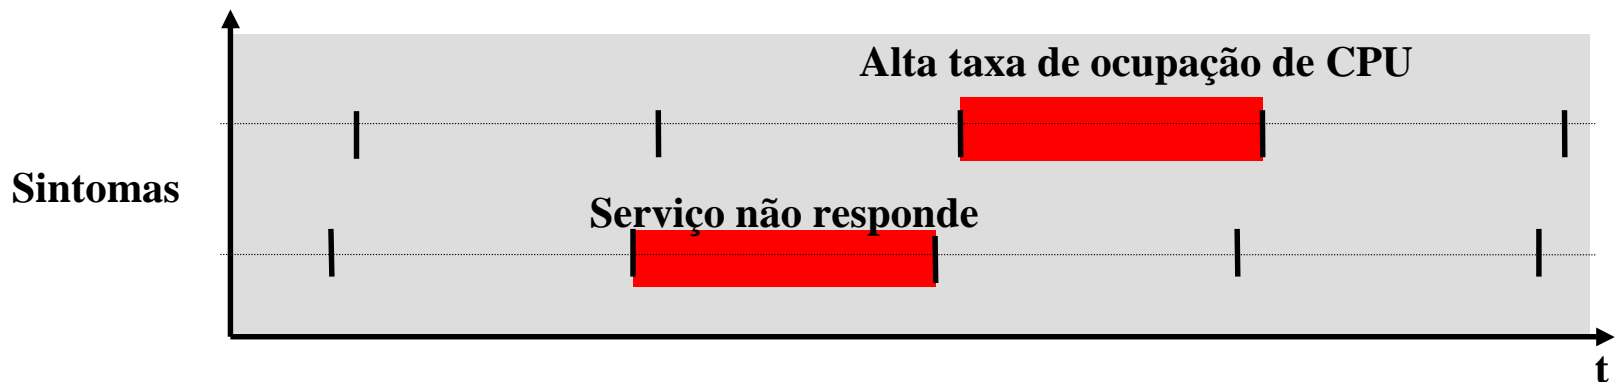 Alta taxa de ocupação de CPU
Sintomas
Serviço não responde
t